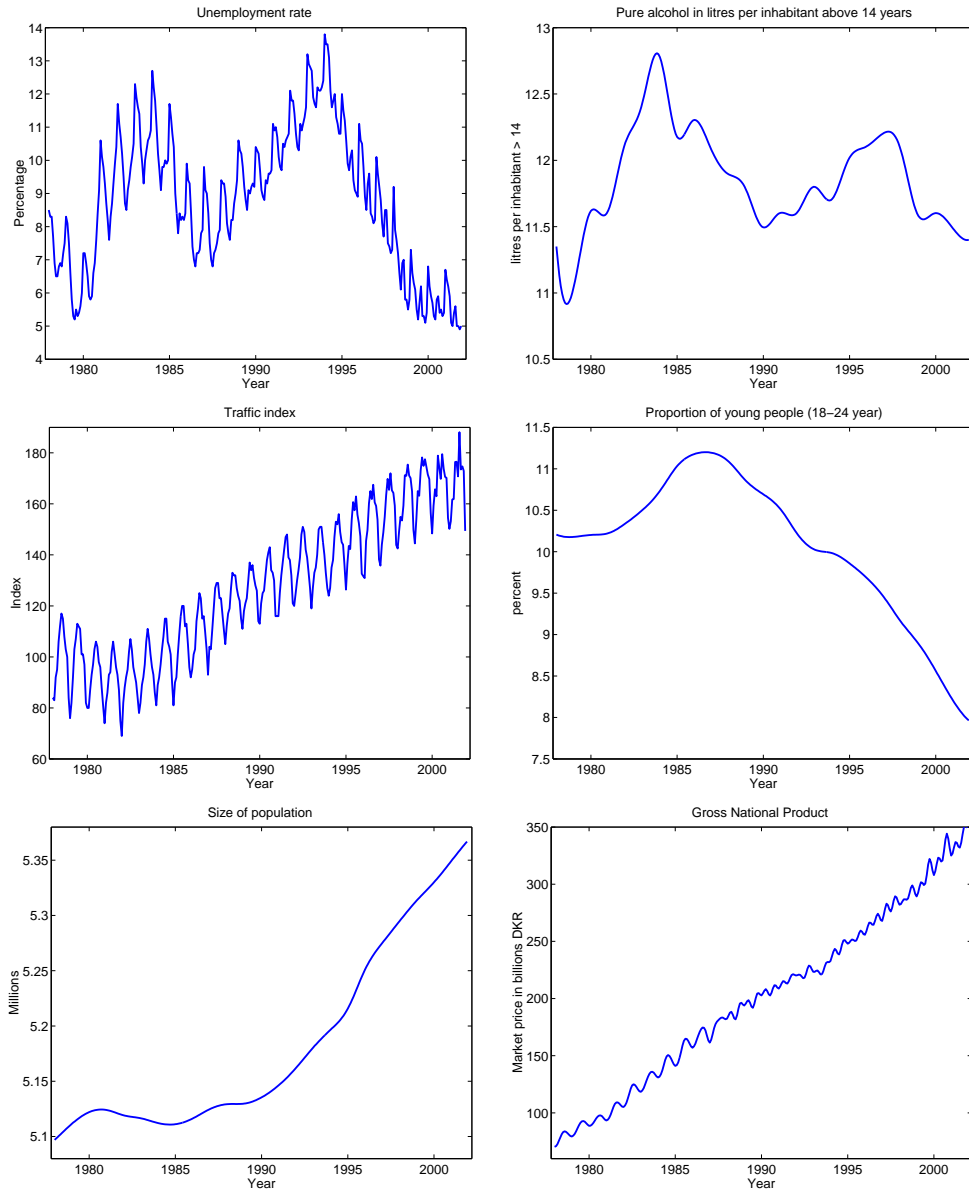 Unemployment rate
14
13
12
11
10
9
8
7
6
5
4
Percentage
1980 1985 1990 1995 2000
Year
Pure alcohol in litres per inhabitant above 14 years
13
12.5
12
11.5
11
10.5
litres per inhabitant > 14
1980 1985 1990 1995 2000
Year
Traffic index
180
160
140
120
100
80
60
Index
1980 1985 1990 1995 2000
Year
Proportion of young people (18−24 year)
11.5
11
10.5
10
9.5
9
8.5
8
7.5
percent
1980 1985 1990 1995 2000
Year
Size of population
5.35
5.3
5.25
5.2
5.15
5.1
Millions
1980 1985 1990 1995 2000
Year
Gross National Product
350
300
250
200
150
100
Market price in billions DKR
1980 1985 1990 1995 2000
Year